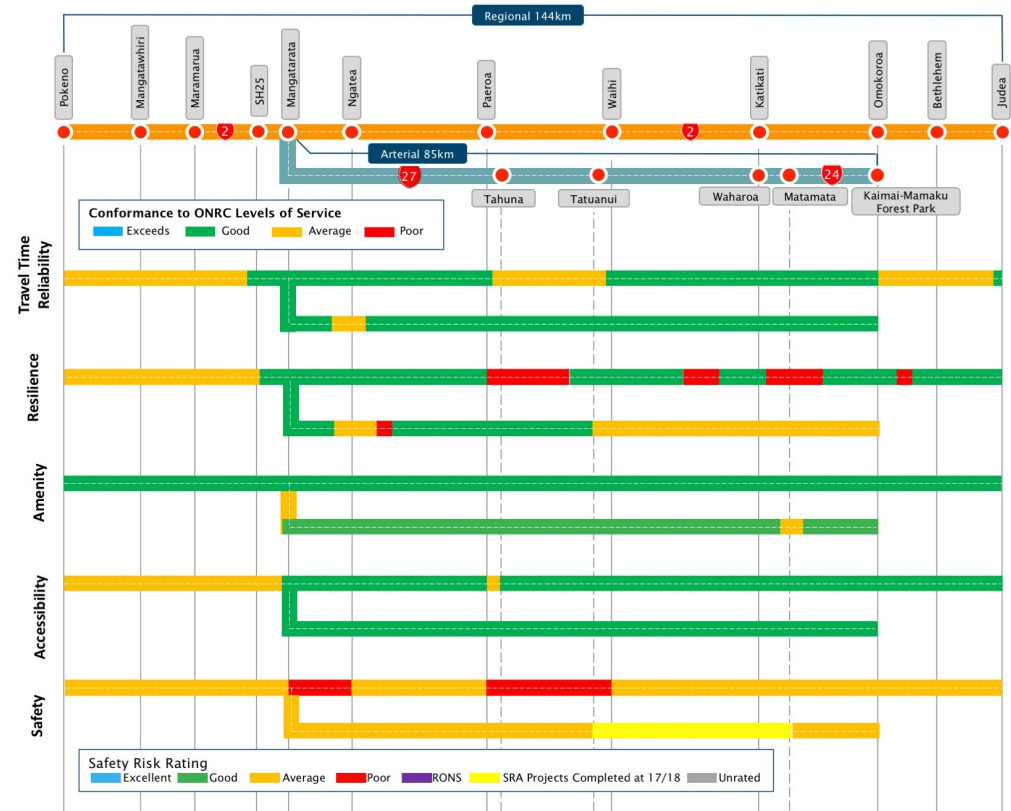 Regional 144km
Pokeno
Mangatawhiri
Maramarua
SH25
Mangatarata
Ngatea
Paeroa
Waihi
Katikati
Omokoroa
Bethlehem
Judea
2
2
Arterial 85km
27
24
Tahuna
Tatuanui
Waharoa
Matamata
Kaimai-Mamaku
Forest Park
Conformance to ONRC Levels of Service
Exceeds Good Average Poor
Travel Time
Reliability
Resilience
Amenity
Accessibility
Safety
Safety Risk Rating
Excellent Good Average Poor RONS SRA Projects Completed at 17/18 Unrated